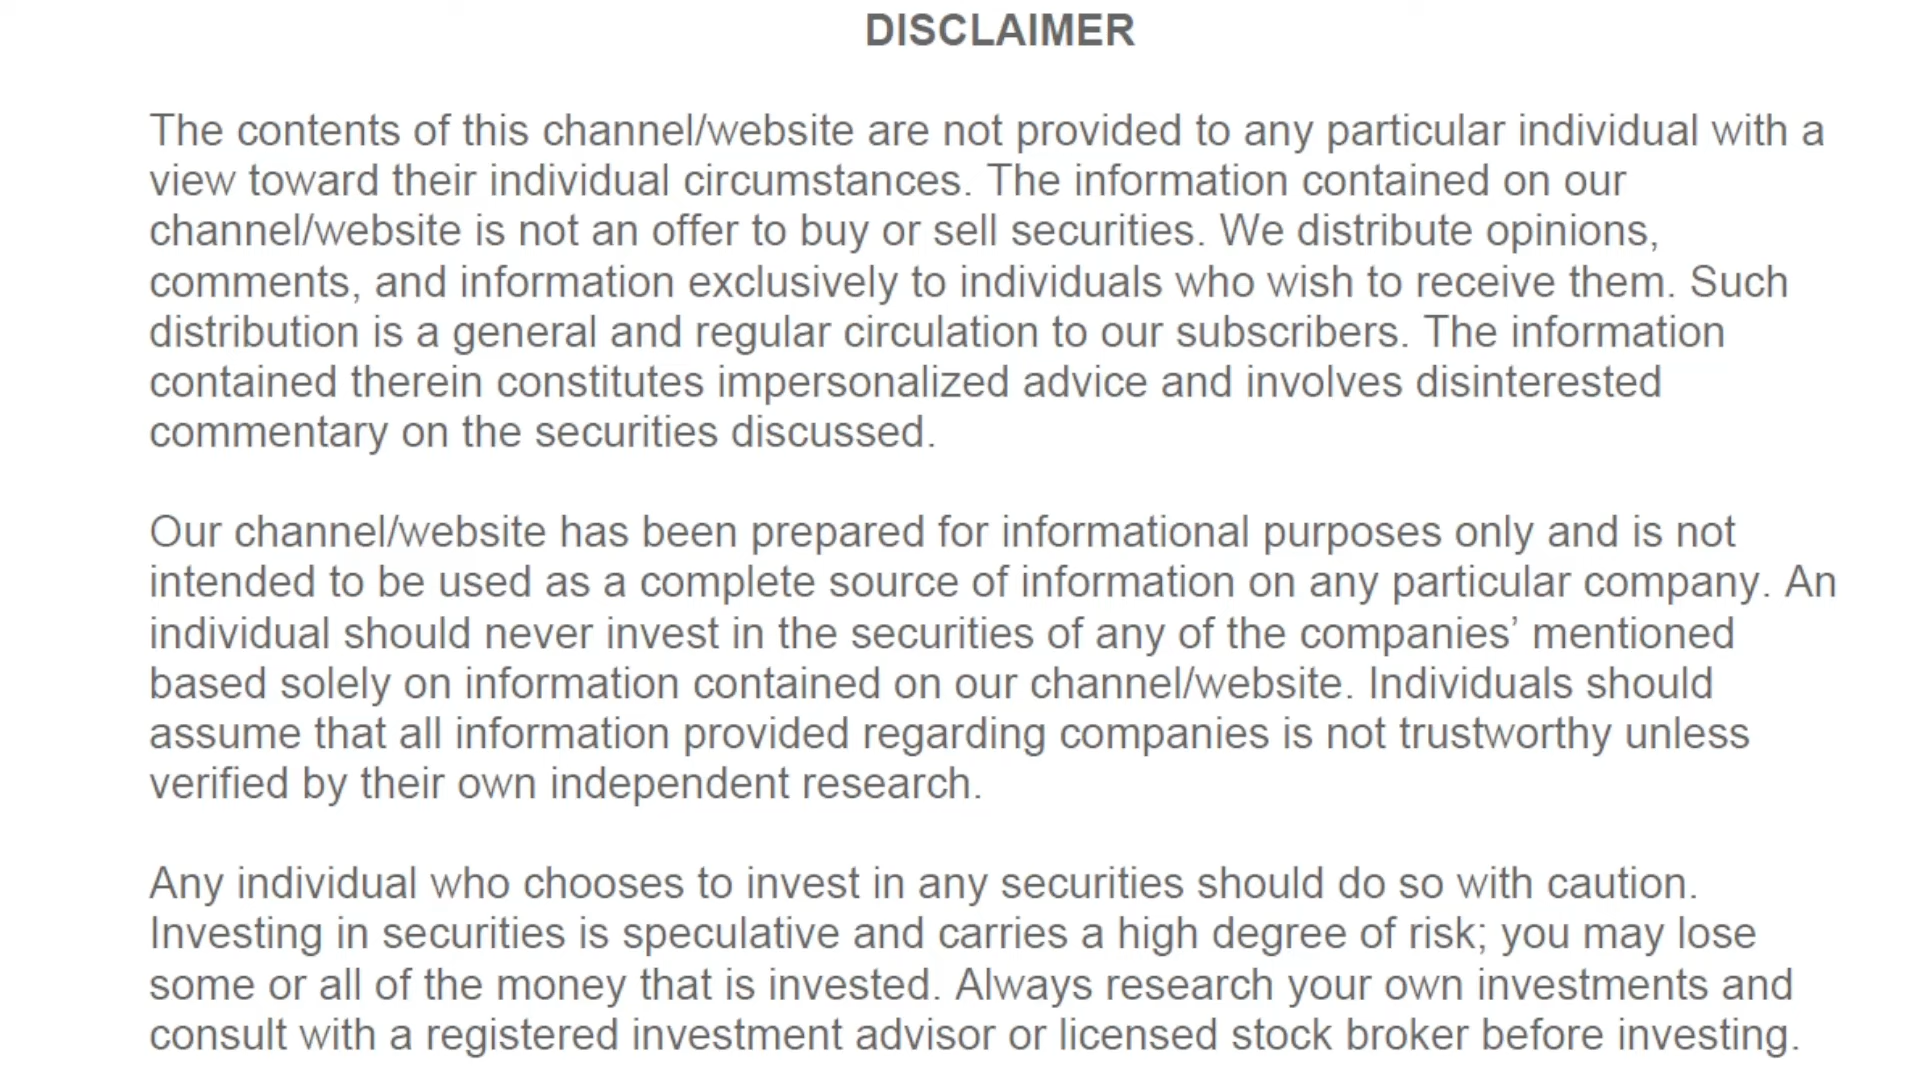 DISCLAIMER
The contents of this channel/website are not provided to any particular individual with a
view toward their individual circumstances. The information contained on our
channel/website is not an offer to buy or sell securities. We distribute opinions,
comments, and information exclusively to individuals who wish to receive them. Such
distribution is a general and regular circulation to our subscribers. The information
contained therein constitutes impersonalized advice and involves disinterested
commentary on the securities discussed.
Our channel/website has been prepared for informational purposes only and is not
intended to be used as a complete source of information on any particular company. An
individual should never invest in the securities of any of the companies’ mentioned
based solely on information contained on our channel/website. Individuals should
assume that all information provided regarding companies is not trustworthy unless
verified by their own independent research.
Any individual who chooses to invest in any securities should do so with caution.
Investing in securities is speculative and carries a high degree of risk; you may lose
some or all of the money that is invested. Always research your own investments and
consult with a registered investment advisor or licensed stock broker before investing.